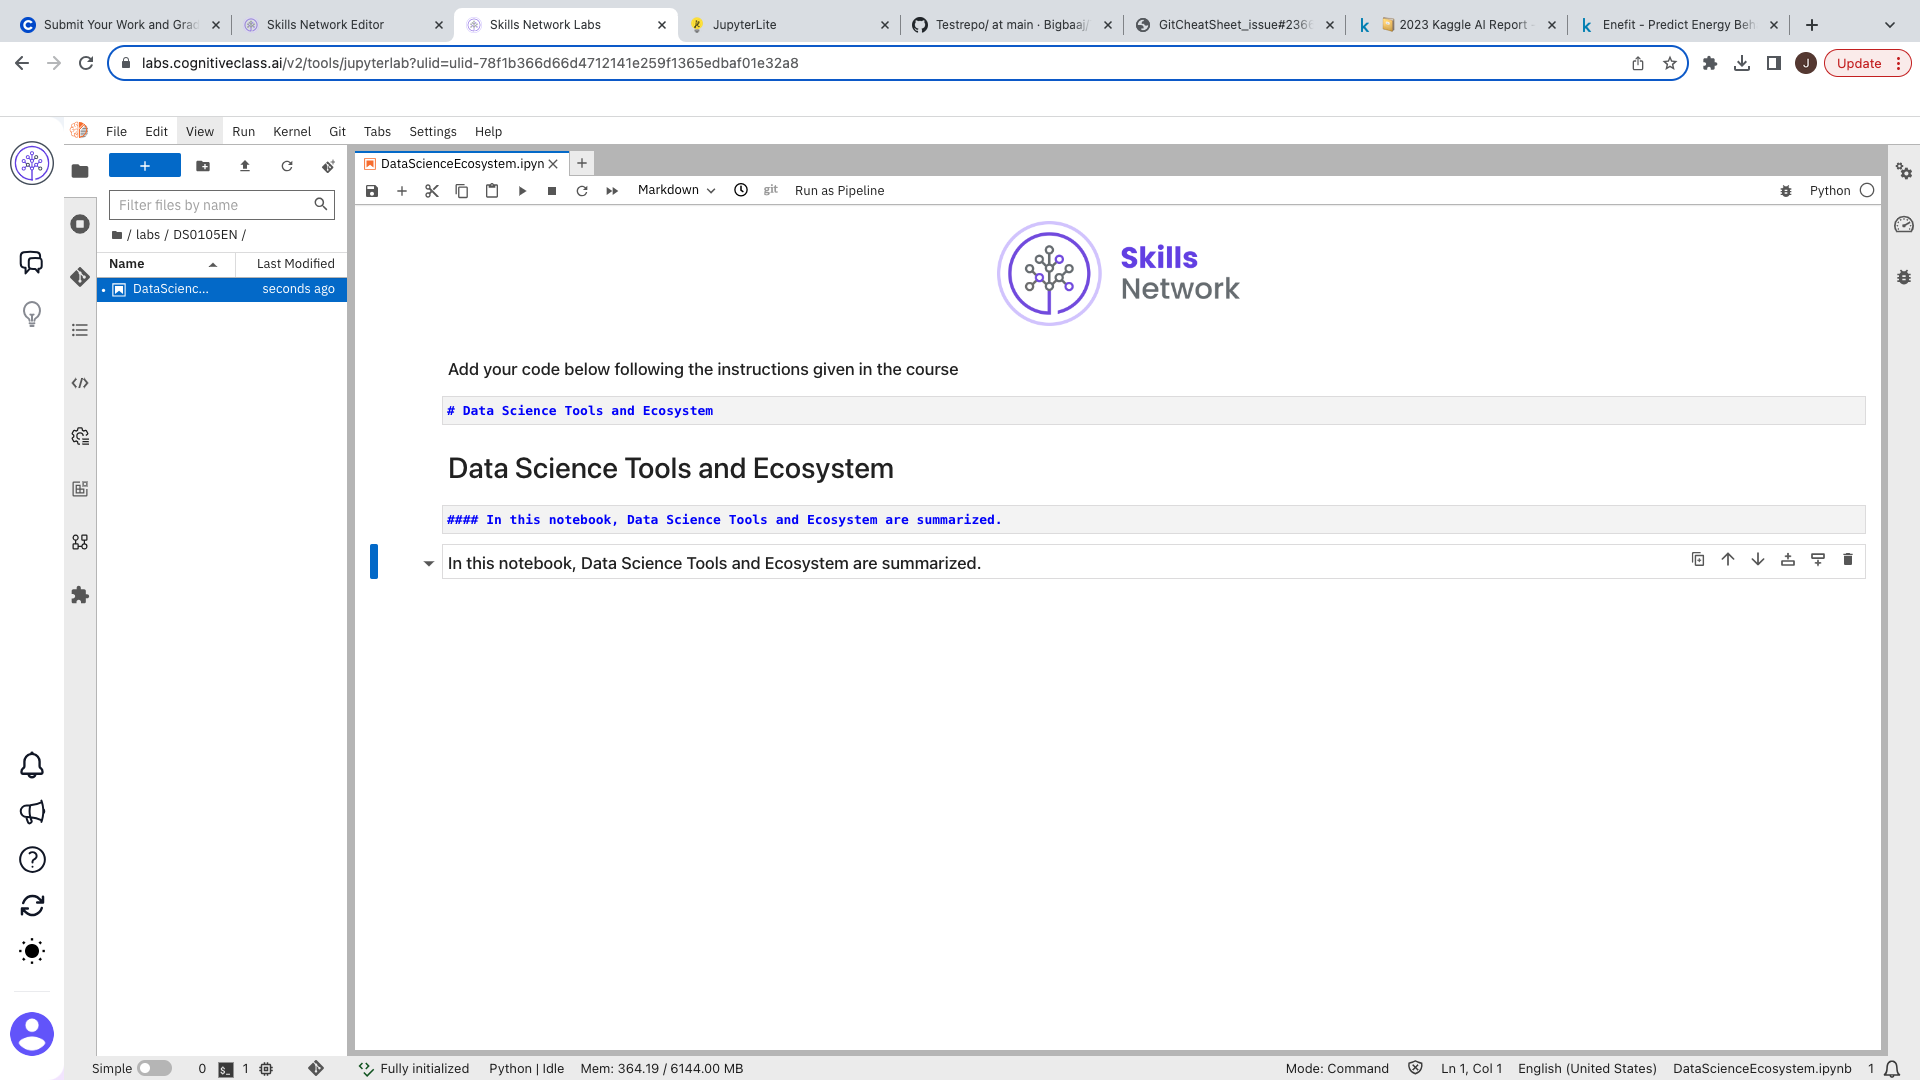 Submit Your Work and Grad
Skills Network Editor
Skills Network Labs
JupyterLite
Testrepo/ at main · Bigbaaj/
GitCheatSheet_issue#236
2023 Kaggle AI Report -
Enefit - Predict Energy Beh
labs.cognitiveclass.ai/v2/tools/jupyterlab?ulid=ulid-78f1b366d66d4712141e259f1365edbaf01e32a8
J
Update
File Edit View Run Kernel Git Tabs Settings Help
DataScienceEcosystem.ipyn
Markdown
git
Run as Pipeline
Python
Filter files by name
/ labs / DS0105EN /
Name Last Modified
DataScienc... seconds ago
Skills
Network
Add your code below following the instructions given in the course
# Data Science Tools and Ecosystem
Data Science Tools and Ecosystem
#### In this notebook, Data Science Tools and Ecosystem are summarized.
In this notebook, Data Science Tools and Ecosystem are summarized.
Simple 0 $_ 1 Fully initialized Python | Idle Mem: 364.19 / 6144.00 MB Mode: Command Ln 1, Col 1 English (United States) DataScienceEcosystem.ipynb 1